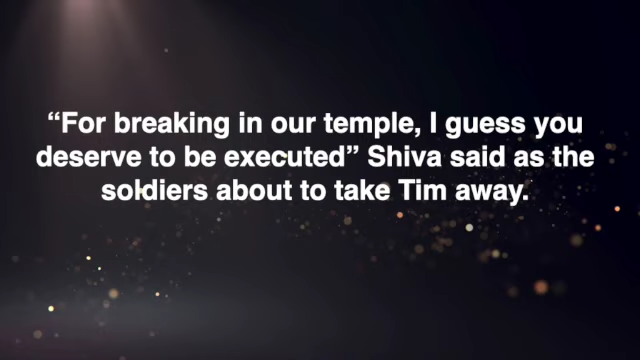 “For breaking in our temple, I guess you
deserve to be executed” Shiva said as the
soldiers about to take Tim away.